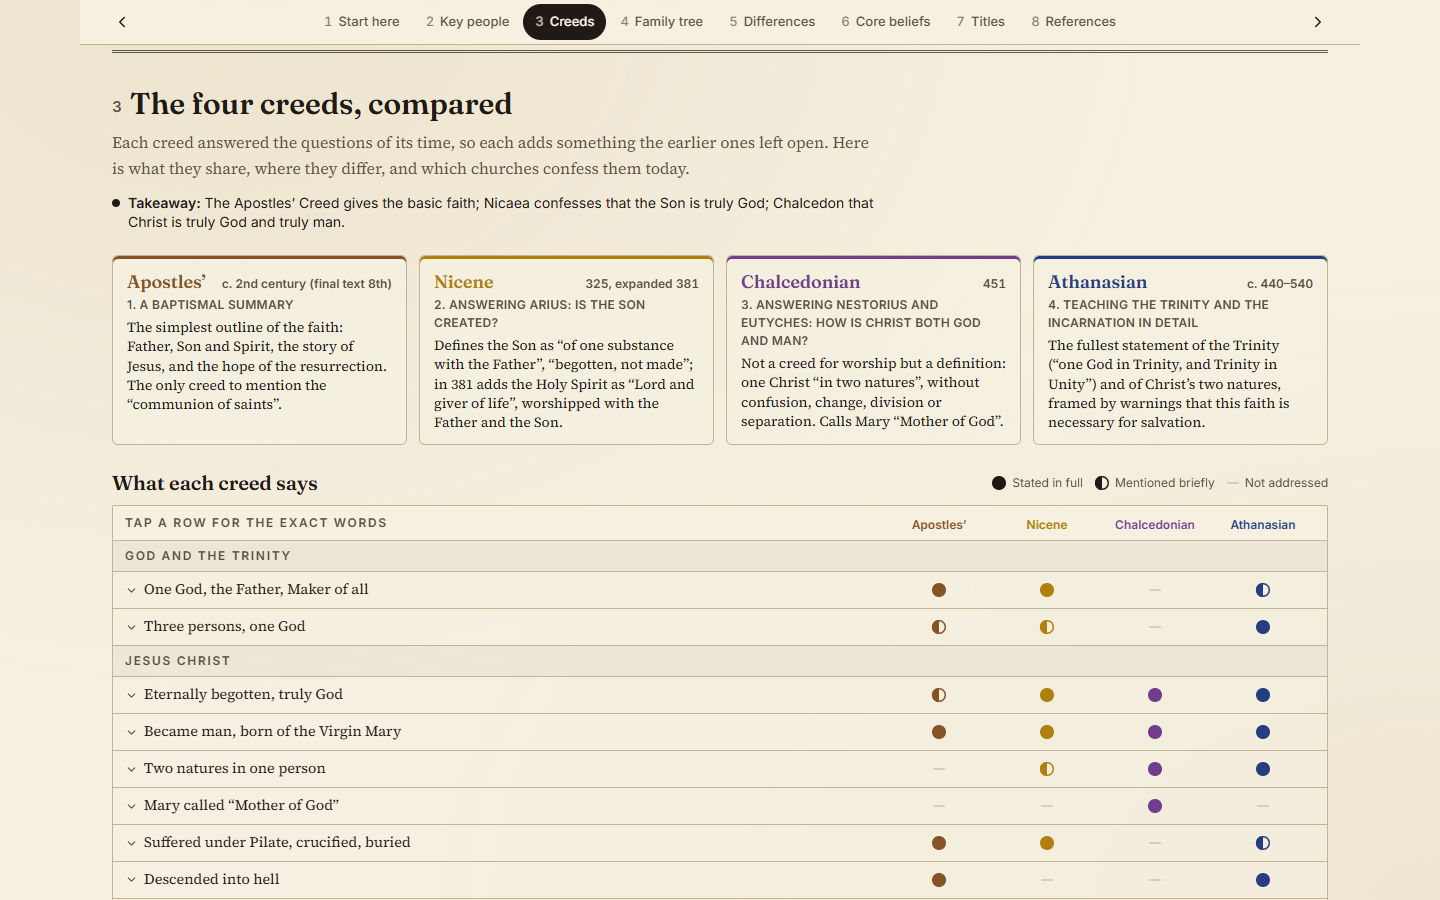 1 Start here 2 Key people 3 Creeds 4 Family tree 5 Differences 6 Core beliefs 7 Titles 8 References
3 The four creeds, compared
Each creed answered the questions of its time, so each adds something the earlier ones left open. Here
is what they share, where they differ, and which churches confess them today.
Takeaway: The Apostles’ Creed gives the basic faith; Nicaea confesses that the Son is truly God; Chalcedon that
Christ is truly God and truly man.
Apostles’ c. 2nd century (final text 8th)
1. A BAPTISMAL SUMMARY
The simplest outline of the faith:
Father, Son and Spirit, the story of
Jesus, and the hope of the resurrection.
The only creed to mention the
“communion of saints”.
Nicene 325, expanded 381
2. ANSWERING ARIUS: IS THE SON
CREATED?
Defines the Son as “of one substance
with the Father”, “begotten, not made”;
in 381 adds the Holy Spirit as “Lord and
giver of life”, worshipped with the
Father and the Son.
Chalcedonian 451
3. ANSWERING NESTORIUS AND
EUTYCHES: HOW IS CHRIST BOTH GOD
AND MAN?
Not a creed for worship but a definition:
one Christ “in two natures”, without
confusion, change, division or
separation. Calls Mary “Mother of God”.
Athanasian c. 440–540
4. TEACHING THE TRINITY AND THE
INCARNATION IN DETAIL
The fullest statement of the Trinity
(“one God in Trinity, and Trinity in
Unity”) and of Christ’s two natures,
framed by warnings that this faith is
necessary for salvation.
What each creed says
Stated in full Mentioned briefly Not addressed
TAP A ROW FOR THE EXACT WORDS Apostles’ Nicene Chalcedonian Athanasian
GOD AND THE TRINITY
One God, the Father, Maker of all
Three persons, one God
JESUS CHRIST
Eternally begotten, truly God
Became man, born of the Virgin Mary
Two natures in one person
Mary called “Mother of God”
Suffered under Pilate, crucified, buried
Descended into hell